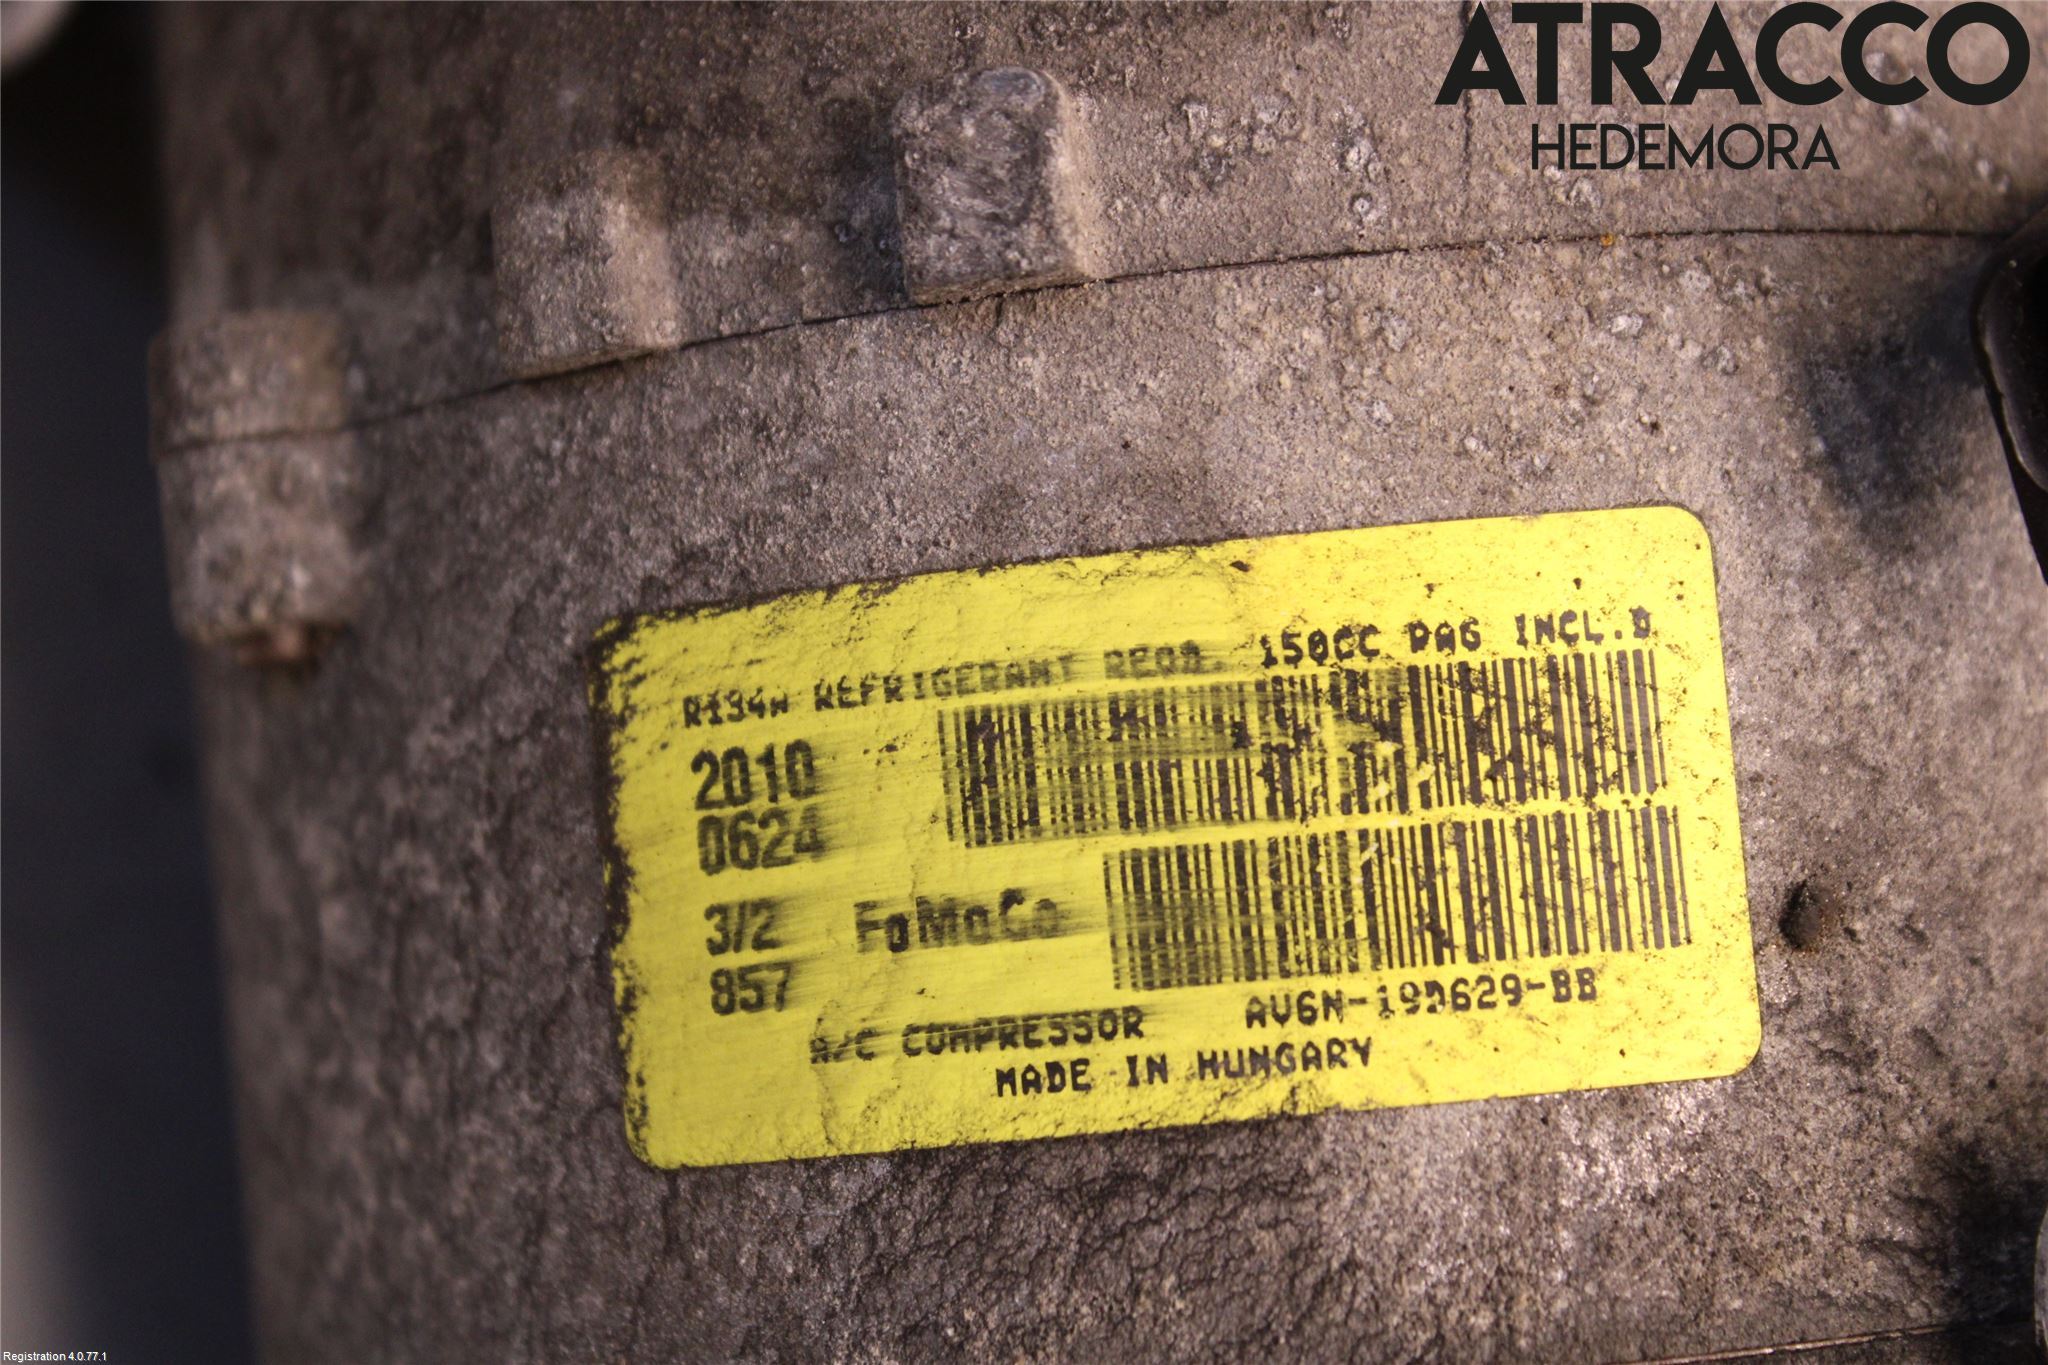 ATRACCO
HEDEMORA
R134A REFRIGERANT REQD. 150CC PAG INCL.D
2010
0624
3/2
857
FoMoCo
A/C COMPRESSOR AV6N-19D629-BB
MADE IN HUNGARY
Registration 4.0.77.1